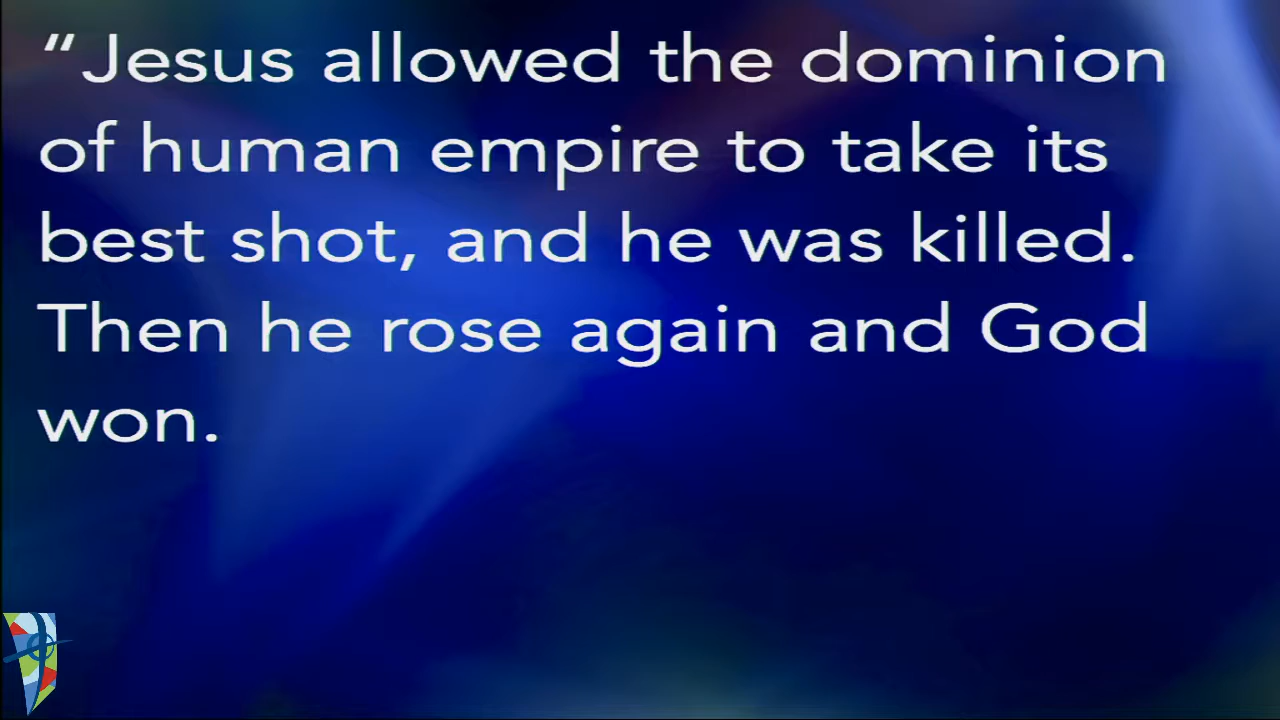 “Jesus allowed the dominion
of human empire to take its
best shot, and he was killed.
Then he rose again and God
won.